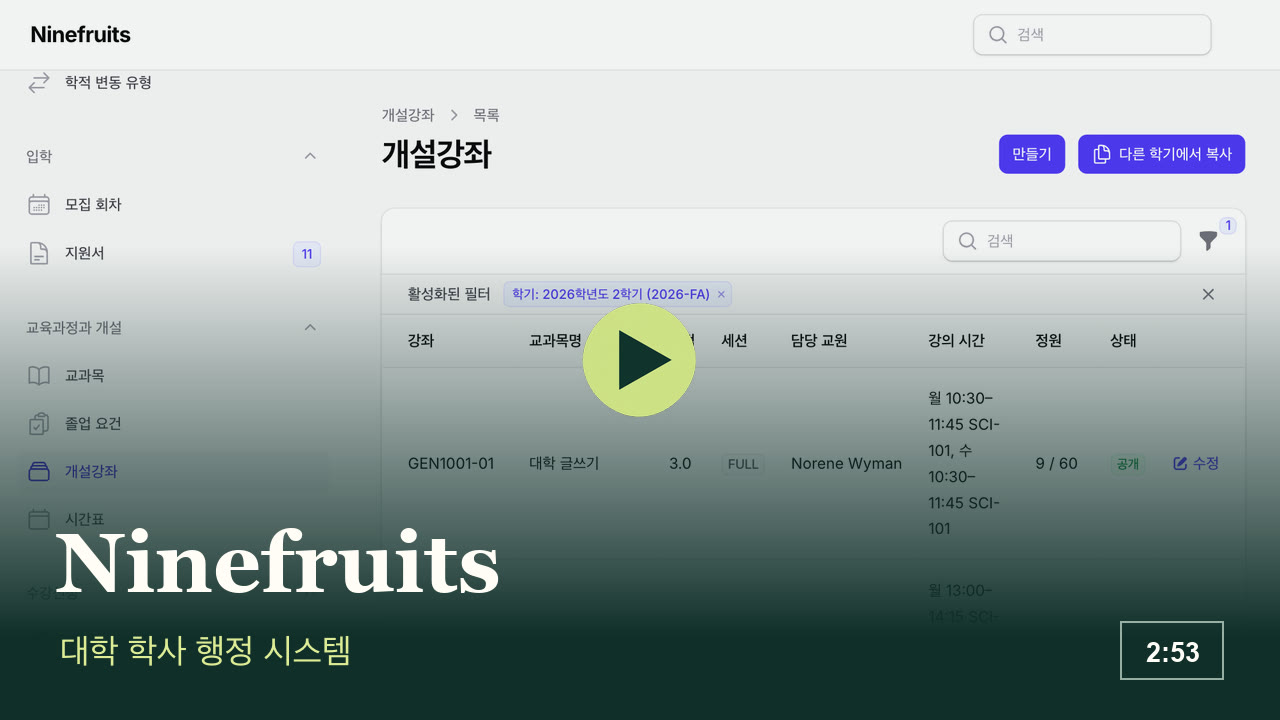 Ninefruits
검색
학적 변동 유형
입학
모집 회차
지원서
11
교육과정과 개설
교과목
졸업 요건
개설강좌
시간표
개설강좌 > 목록
개설강좌
만들기
다른 학기에서 복사
검색
1
활성화된 필터
학기: 2026학년도 2학기 (2026-FA) ×
강좌 교과목명 세션 담당 교원 강의 시간 정원 상태
GEN1001-01 대학 글쓰기 3.0 FULL Norene Wyman
월 10:30–
11:45 SCI-
101, 수
10:30–
11:45 SCI-
101
9 / 60 공개 수정
월 13:00–
14:15 SCI-
Ninefruits
대학 학사 행정 시스템
2:53